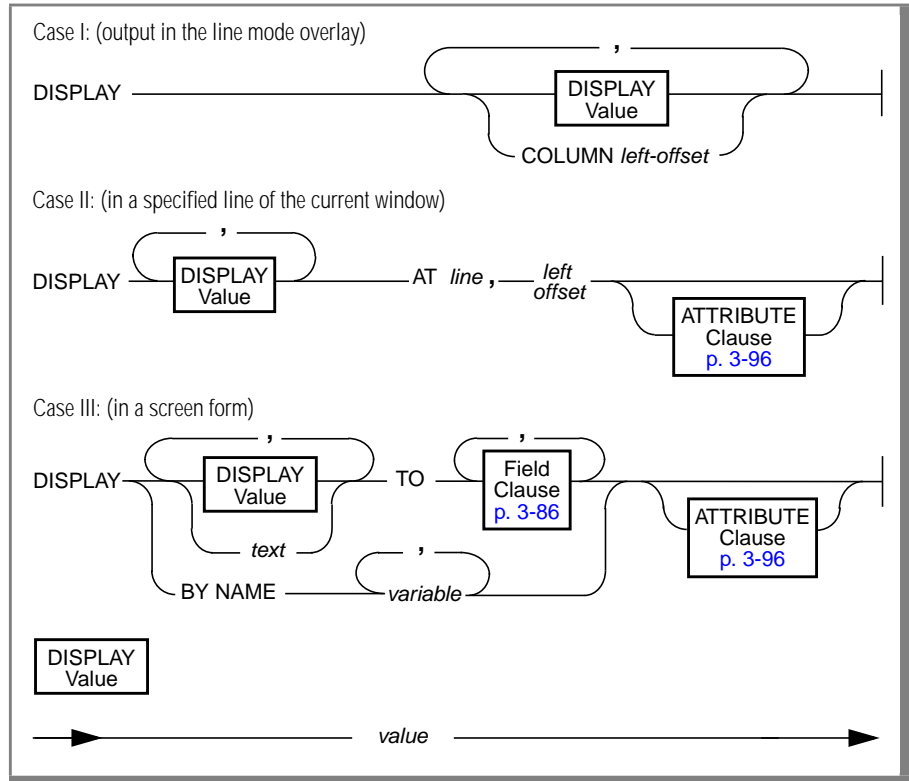 Case I: (output in the line mode overlay)
,
DISPLAY
DISPLAY
Value
COLUMN left-offset
Case II: (in a specified line of the current window)
,
DISPLAY
DISPLAY
Value
AT line , left
offset
ATTRIBUTE
Clause
p. 3-96
Case III: (in a screen form)
,
,
DISPLAY
DISPLAY
Value
text
TO
Field
Clause
p. 3-86
ATTRIBUTE
Clause
p. 3-96
,
BY NAME
variable
DISPLAY
Value
value